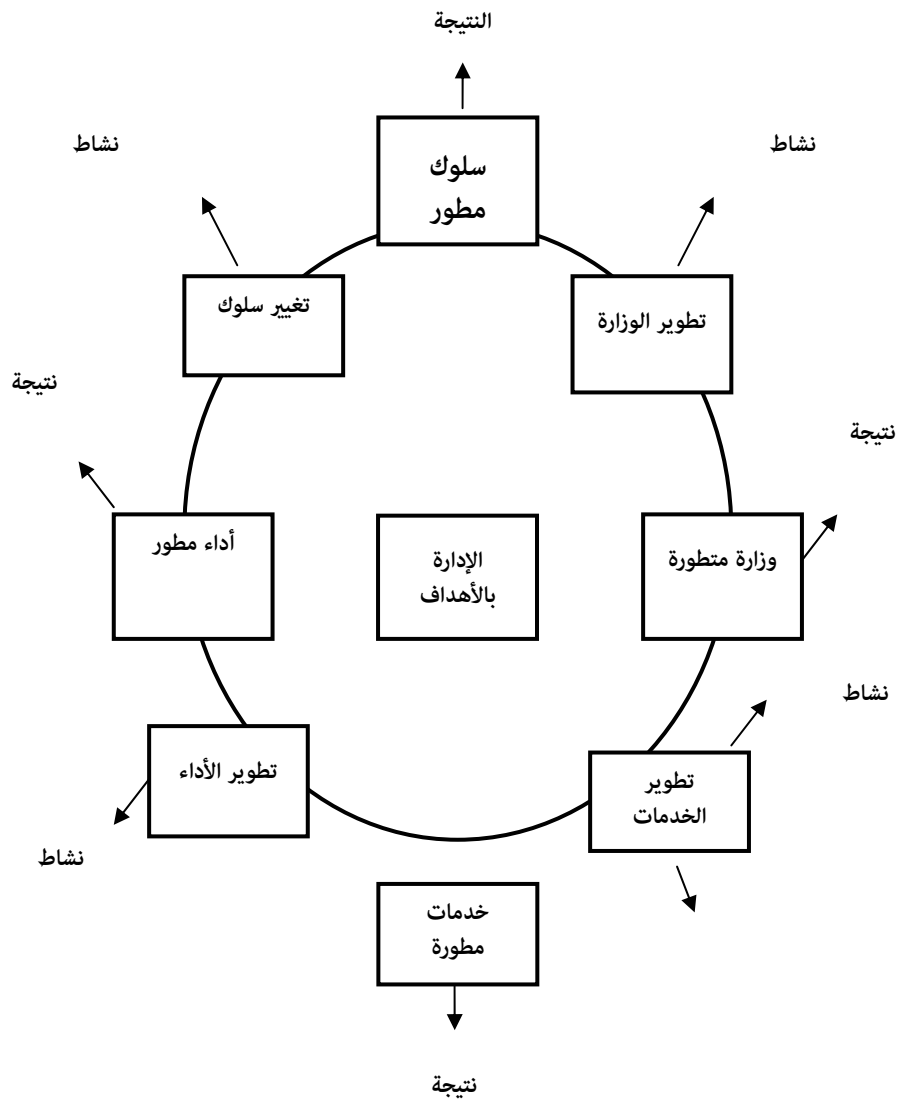 النتيجة
نشاط
نشاط
سلوك
مطور
تطوير الوزارة
تغيير سلوك
نتيجة
نتيجة
وزارة متطورة
الإدارة
بالأهداف
أداء مطور
نشاط
تطوير
الخدمات
تطوير الأداء
نشاط
خدمات
مطورة
نتيجة